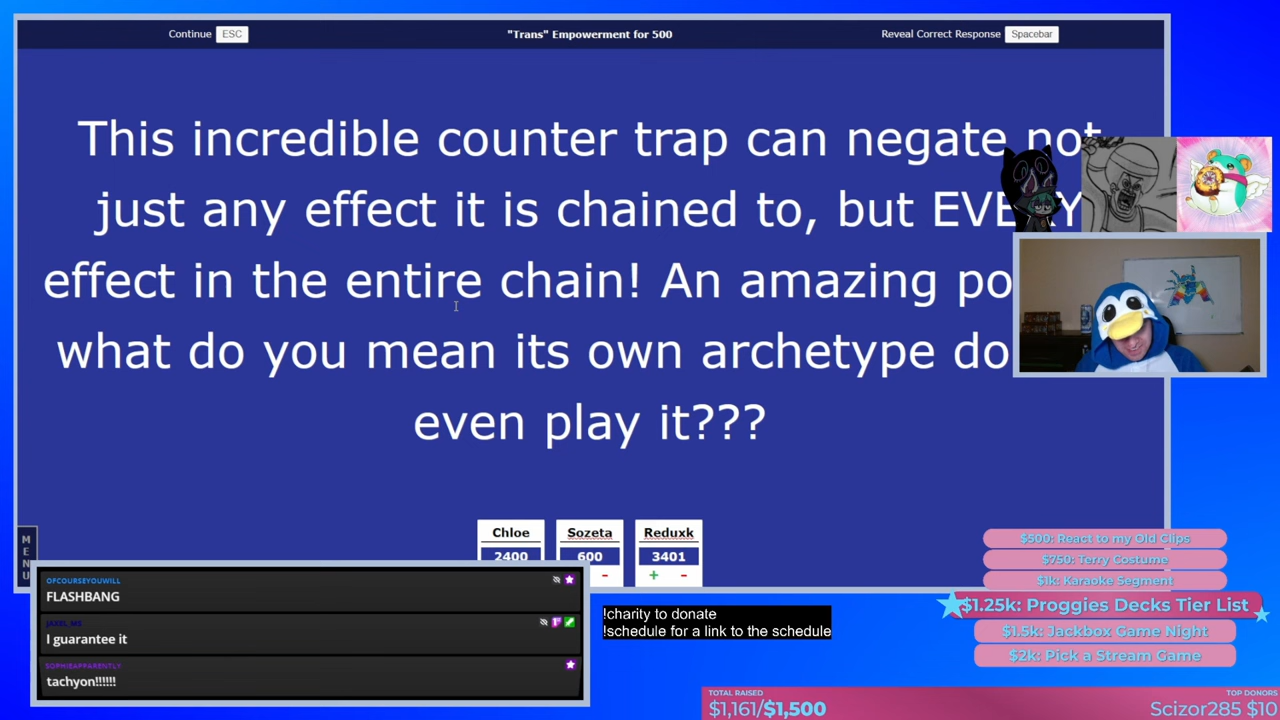 Continue ESC
"Trans" Empowerment for 500
Reveal Correct Response Spacebar
This incredible counter trap can negate not
just any effect it is chained to, but EVERY
effect in the entire chain! An amazing po
what do you mean its own archetype do
even play it???
MENU
Chloe
2400
Sozeta
600
-
Reduxk
3401
+ -
OFCOURSEYOUWILL
FLASHBANG
I guarantee it
SOPHIEAPPARENTLY
tachyon!!!!!!
!charity to donate
!schedule for a link to the schedule
$500: React to my Old Clips
$750: Terry Costume
$1k: Karaoke Segment
$1.25k: Proggies Decks Tier List
$1.5k: Jackbox Game Night
$2k: Pick a Stream Game
TOTAL RAISED
$1,161/$1,500
TOP DONORS
Scizor285 $10